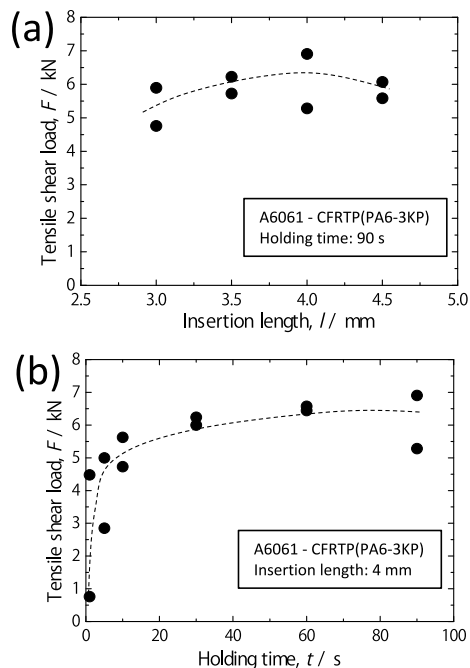 (a)
Tensile shear load, F / kN
8
7
6
5
4
3
2
1
0
A6061 - CFRTP(PA6-3KP)
Holding time: 90 s
2.5 3.0 3.5 4.0 4.5 5.0
Insertion length, l / mm
(b)
Tensile shear load, F / kN
8
7
6
5
4
3
2
1
0
A6061 - CFRTP(PA6-3KP)
Insertion length: 4 mm
0 20 40 60 80 100
Holding time, t / s